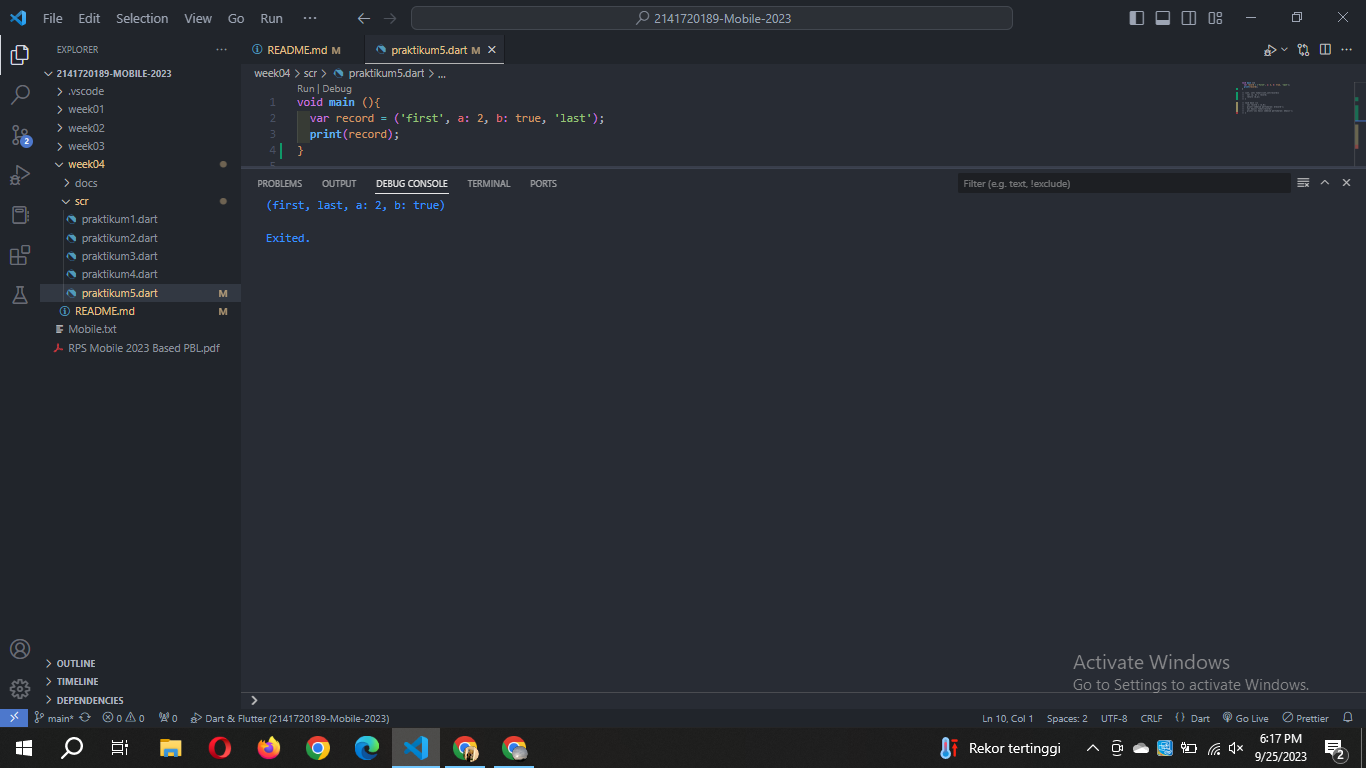 File Edit Selection View Go Run ··· 2141720189-Mobile-2023
EXPLORER ···
README.md M
praktikum5.dart M
2141720189-MOBILE-2023
.vscode
week01
week02
week03
week04
docs
scr
praktikum1.dart
praktikum2.dart
praktikum3.dart
praktikum4.dart
praktikum5.dart M
README.md M
Mobile.txt
RPS Mobile 2023 Based PBL.pdf
OUTLINE
TIMELINE
DEPENDENCIES
2
week04 > scr > praktikum5.dart > ...
Run | Debug
1 void main (){
2 var record = ('first', a: 2, b: true, 'last');
3 print(record);
4 }
PROBLEMS OUTPUT DEBUG CONSOLE TERMINAL PORTS
Filter (e.g. text, !exclude)
(first, last, a: 2, b: true)
Exited.
Activate Windows
Go to Settings to activate Windows.
main* 0 0 0 Dart & Flutter (2141720189-Mobile-2023) Ln 10, Col 1 Spaces: 2 UTF-8 CRLF {} Dart Go Live Prettier
Rekor tertinggi
6:17 PM
9/25/2023
2